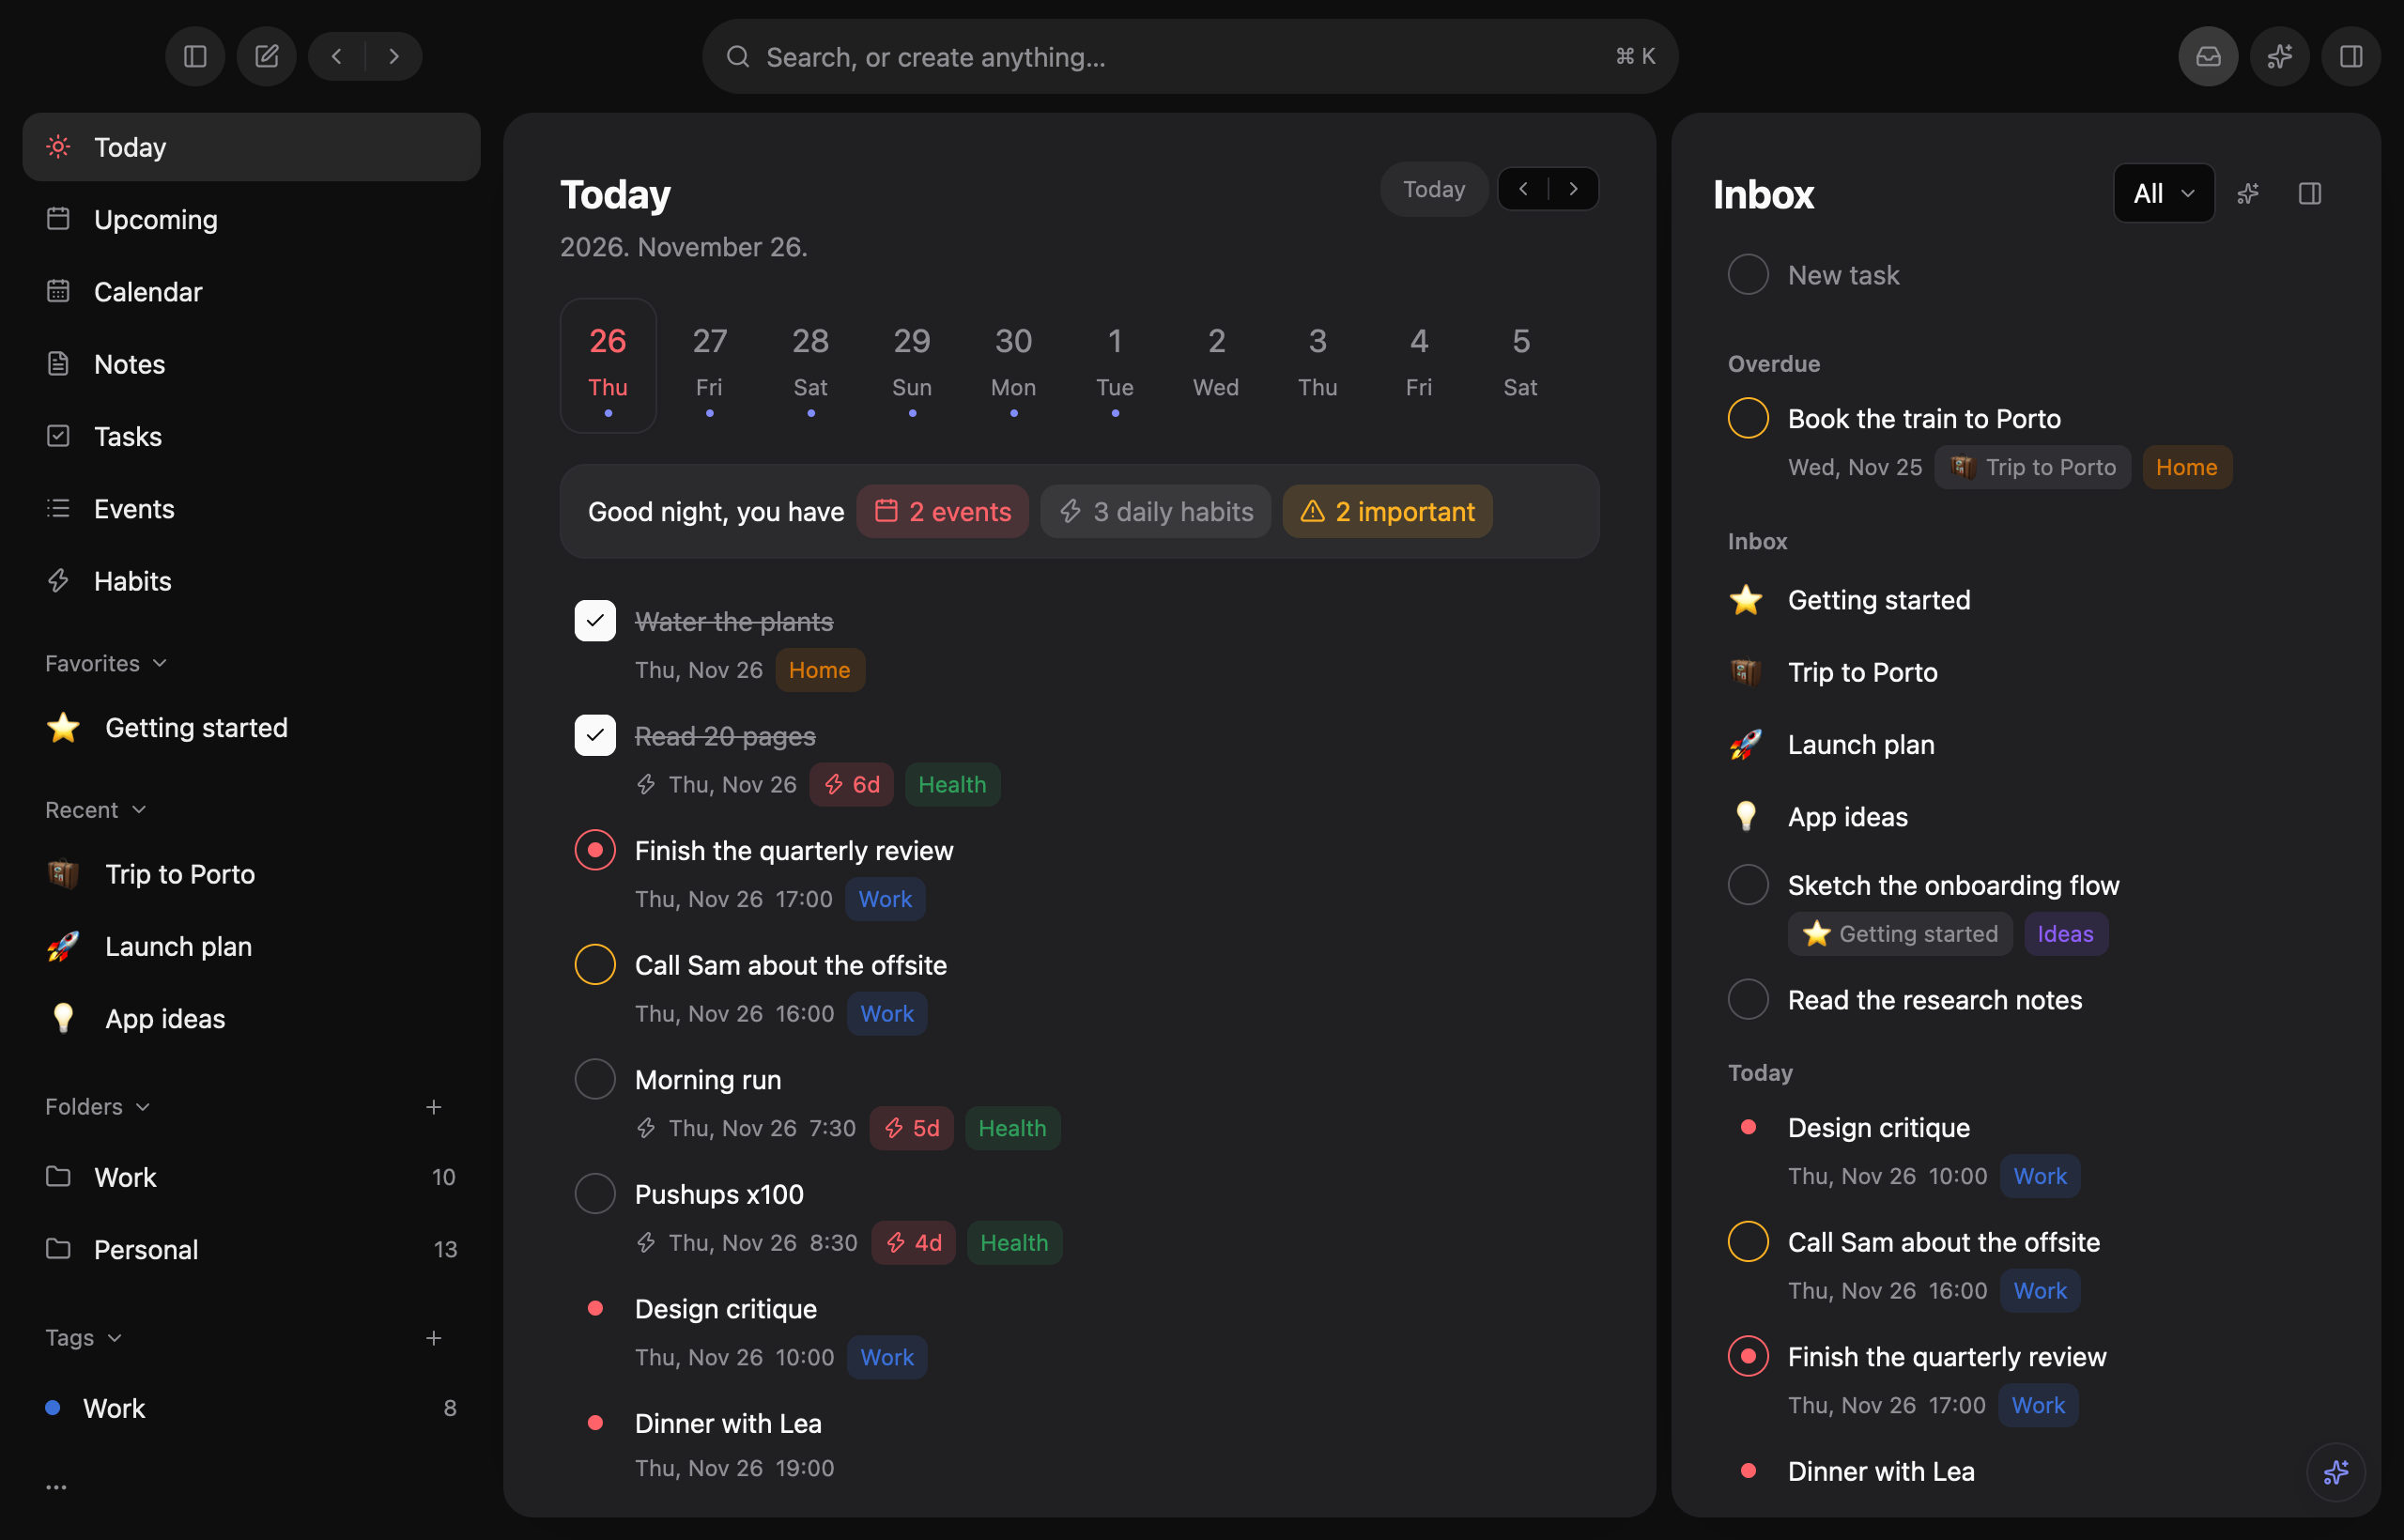 Search, or create anything...
⌘ K
Today
Upcoming
Calendar
Notes
Tasks
Events
Habits
Favorites
Getting started
Recent
Trip to Porto
Launch plan
App ideas
Folders
Work 10
Personal 13
Tags
Work 8
Today
Today
2026. November 26.
26 27 28 29 30 1 2 3 4 5
Thu Fri Sat Sun Mon Tue Wed Thu Fri Sat
Good night, you have 2 events 3 daily habits 2 important
Water the plants
Thu, Nov 26 Home
Read 20 pages
Thu, Nov 26 6d Health
Finish the quarterly review
Thu, Nov 26 17:00 Work
Call Sam about the offsite
Thu, Nov 26 16:00 Work
Morning run
Thu, Nov 26 7:30 5d Health
Pushups x100
Thu, Nov 26 8:30 4d Health
Design critique
Thu, Nov 26 10:00 Work
Dinner with Lea
Thu, Nov 26 19:00
Inbox
All
New task
Overdue
Book the train to Porto
Wed, Nov 25 Trip to Porto Home
Inbox
Getting started
Trip to Porto
Launch plan
App ideas
Sketch the onboarding flow
Getting started Ideas
Read the research notes
Today
Design critique
Thu, Nov 26 10:00 Work
Call Sam about the offsite
Thu, Nov 26 16:00 Work
Finish the quarterly review
Thu, Nov 26 17:00 Work
Dinner with Lea